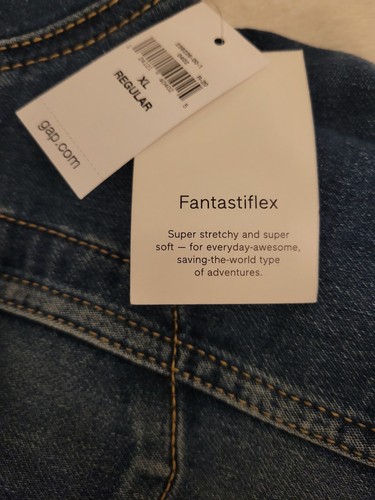 XL
REGULAR
gap.com
Fantastiflex
Super stretchy and super
soft — for everyday-awesome,
saving-the-world type
of adventures.